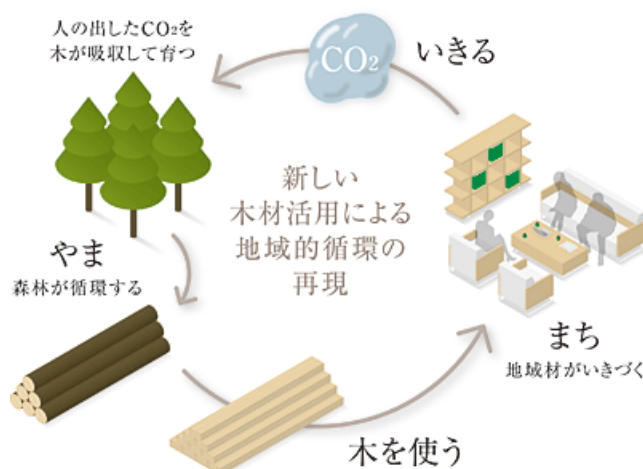 人の出したCO₂を
木が吸収して育つ
CO₂
いきる
新しい
木材活用による
地域的循環の
再現
やま
森林が循環する
まち
地域材がいきづく
木を使う